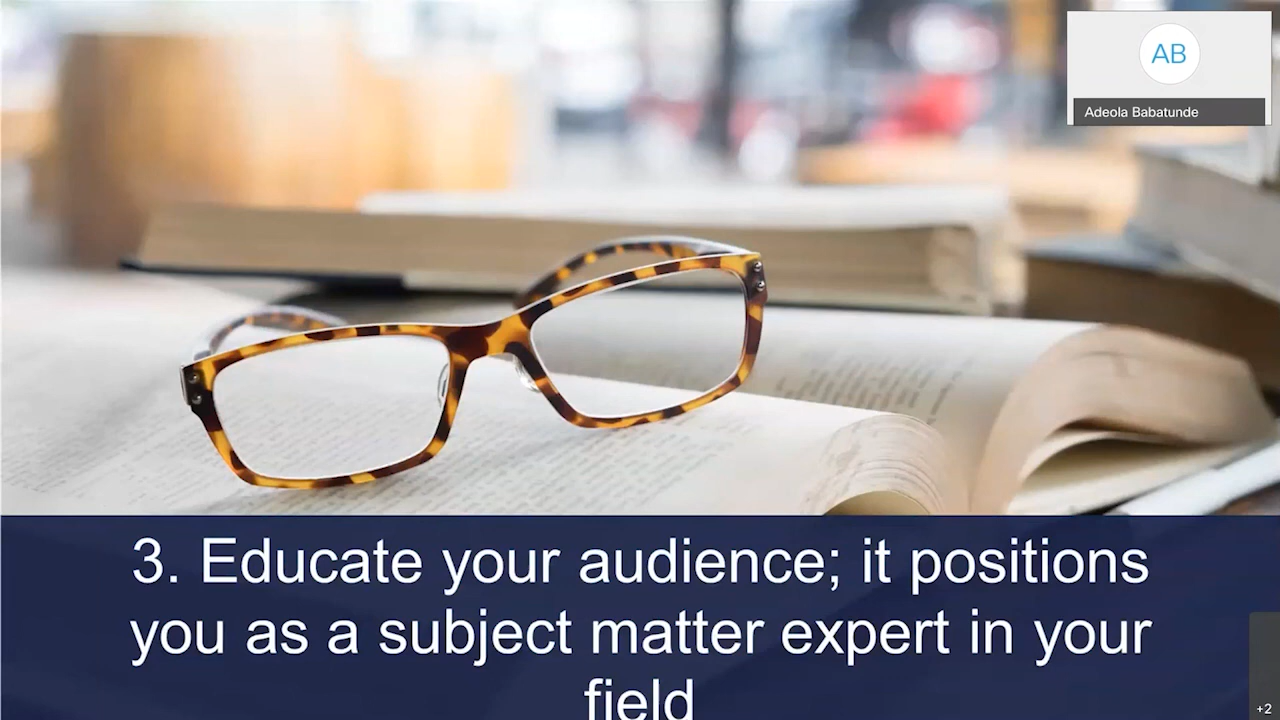 AB
Adeola Babatunde
3. Educate your audience; it positions
you as a subject matter expert in your
field
+2